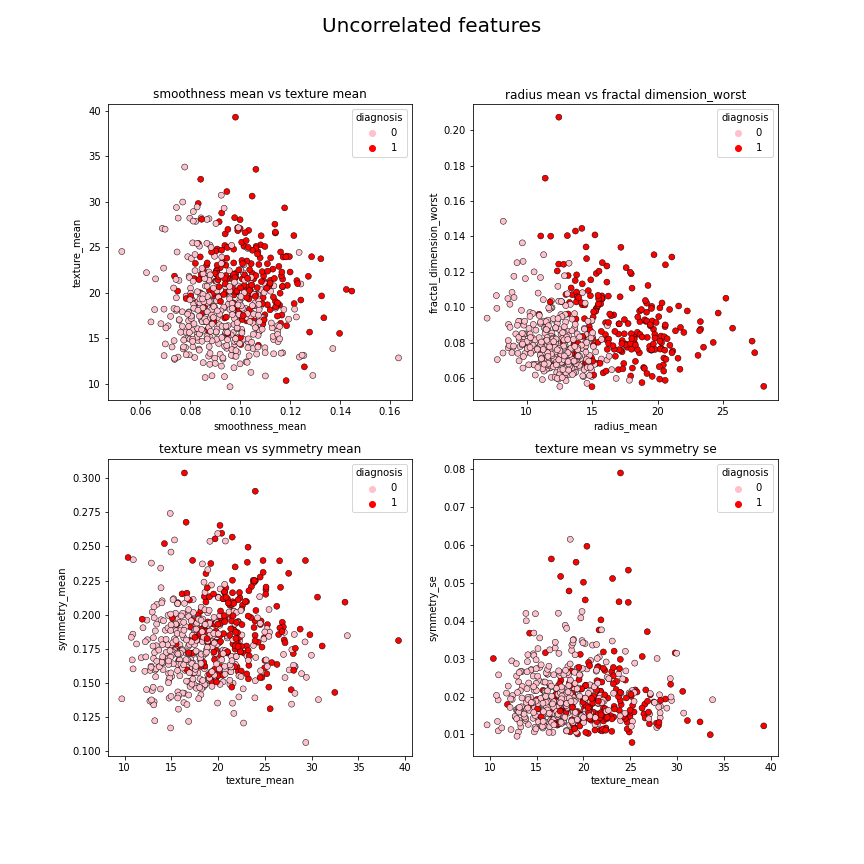 Uncorrelated features
smoothness mean vs texture mean
texture_mean
40
35
30
25
20
15
10
0.06 0.08 0.10 0.12 0.14 0.16
smoothness_mean
diagnosis
0
1
radius mean vs fractal dimension_worst
fractal_dimension_worst
0.20
0.18
0.16
0.14
0.12
0.10
0.08
0.06
10 15 20 25
radius_mean
diagnosis
0
1
texture mean vs symmetry mean
symmetry_mean
0.300
0.275
0.250
0.225
0.200
0.175
0.150
0.125
0.100
10 15 20 25 30 35 40
texture_mean
diagnosis
0
1
texture mean vs symmetry se
symmetry_se
0.08
0.07
0.06
0.05
0.04
0.03
0.02
0.01
10 15 20 25 30 35 40
texture_mean
diagnosis
0
1